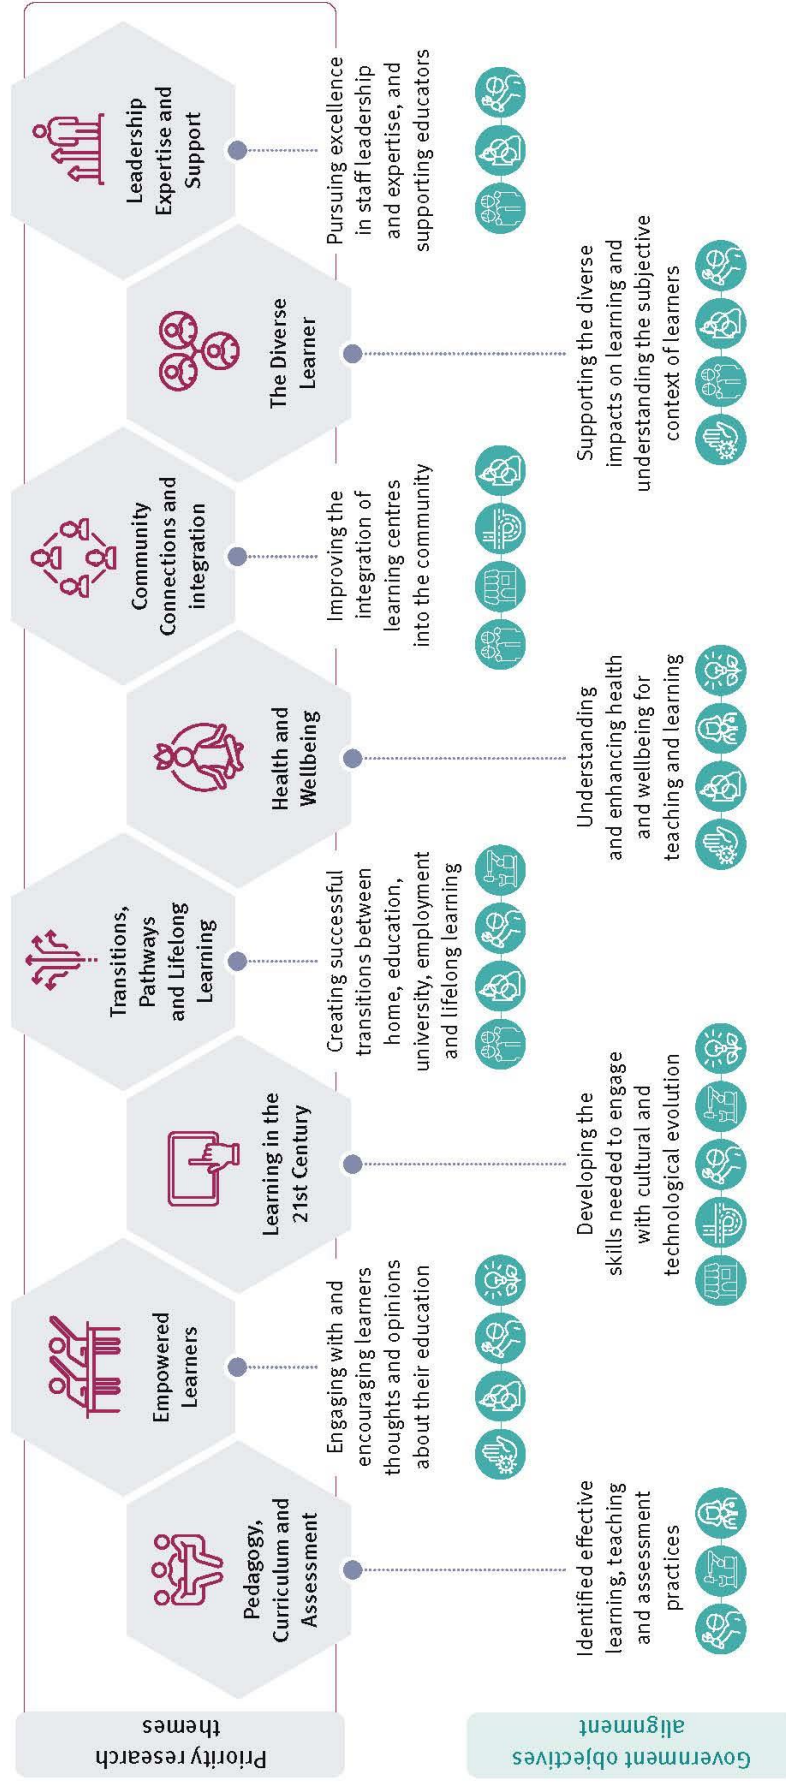 Priority research
themes
Pedagogy,
Curriculum and
Assessment
Empowered
Learners
Learning in the
21st Century
Transitions,
Pathways
and Lifelong
Learning
Health and
Wellbeing
Community
Connections and
integration
The Diverse
Learner
Leadership
Expertise and
Support
Identified effective
learning, teaching
and assessment
practices
Engaging with and
encouraging learners
thoughts and opinions
about their education
Developing the
skills needed to engage
with cultural and
technological evolution
Creating successful
transitions between
home, education,
university, employment
and lifelong learning
Understanding
and enhancing health
and wellbeing for
teaching and learning
Improving the
integration of
learning centres
into the community
Supporting the diverse
impacts on learning and
understanding the subjective
context of learners
Pursuing excellence
in staff leadership
and expertise, and
supporting educators
Government objectives
alignment